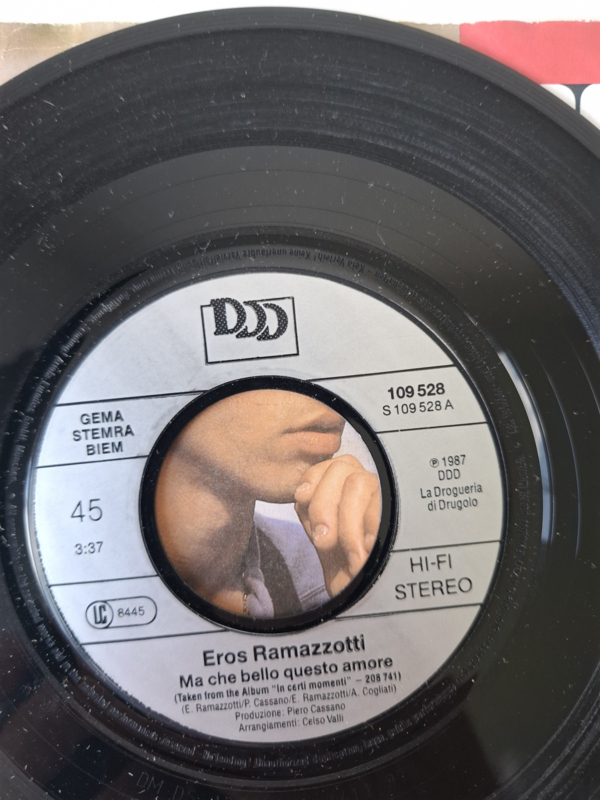 DDD
GEMA
STEMRA
BIEM
109 528
S 109 528 A
℗ 1987
DDD
La Drogueria
di Drugolo
45
3:37
HI-FI
STEREO
LC 8445
Eros Ramazzotti
Ma che bello questo amore
(Taken from the Album "In certi momenti" – 208 741)
(E. Ramazzotti/P. Cassano/E. Ramazzotti/A. Cogliati)
Produzione: Piero Cassano
Arrangiamenti: Celso Valli